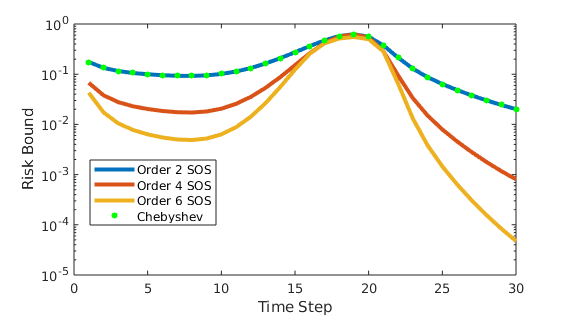 10^0
10^-1
10^-2
10^-3
10^-4
10^-5
Risk Bound
Order 2 SOS
Order 4 SOS
Order 6 SOS
Chebyshev
0 5 10 15 20 25 30
Time Step